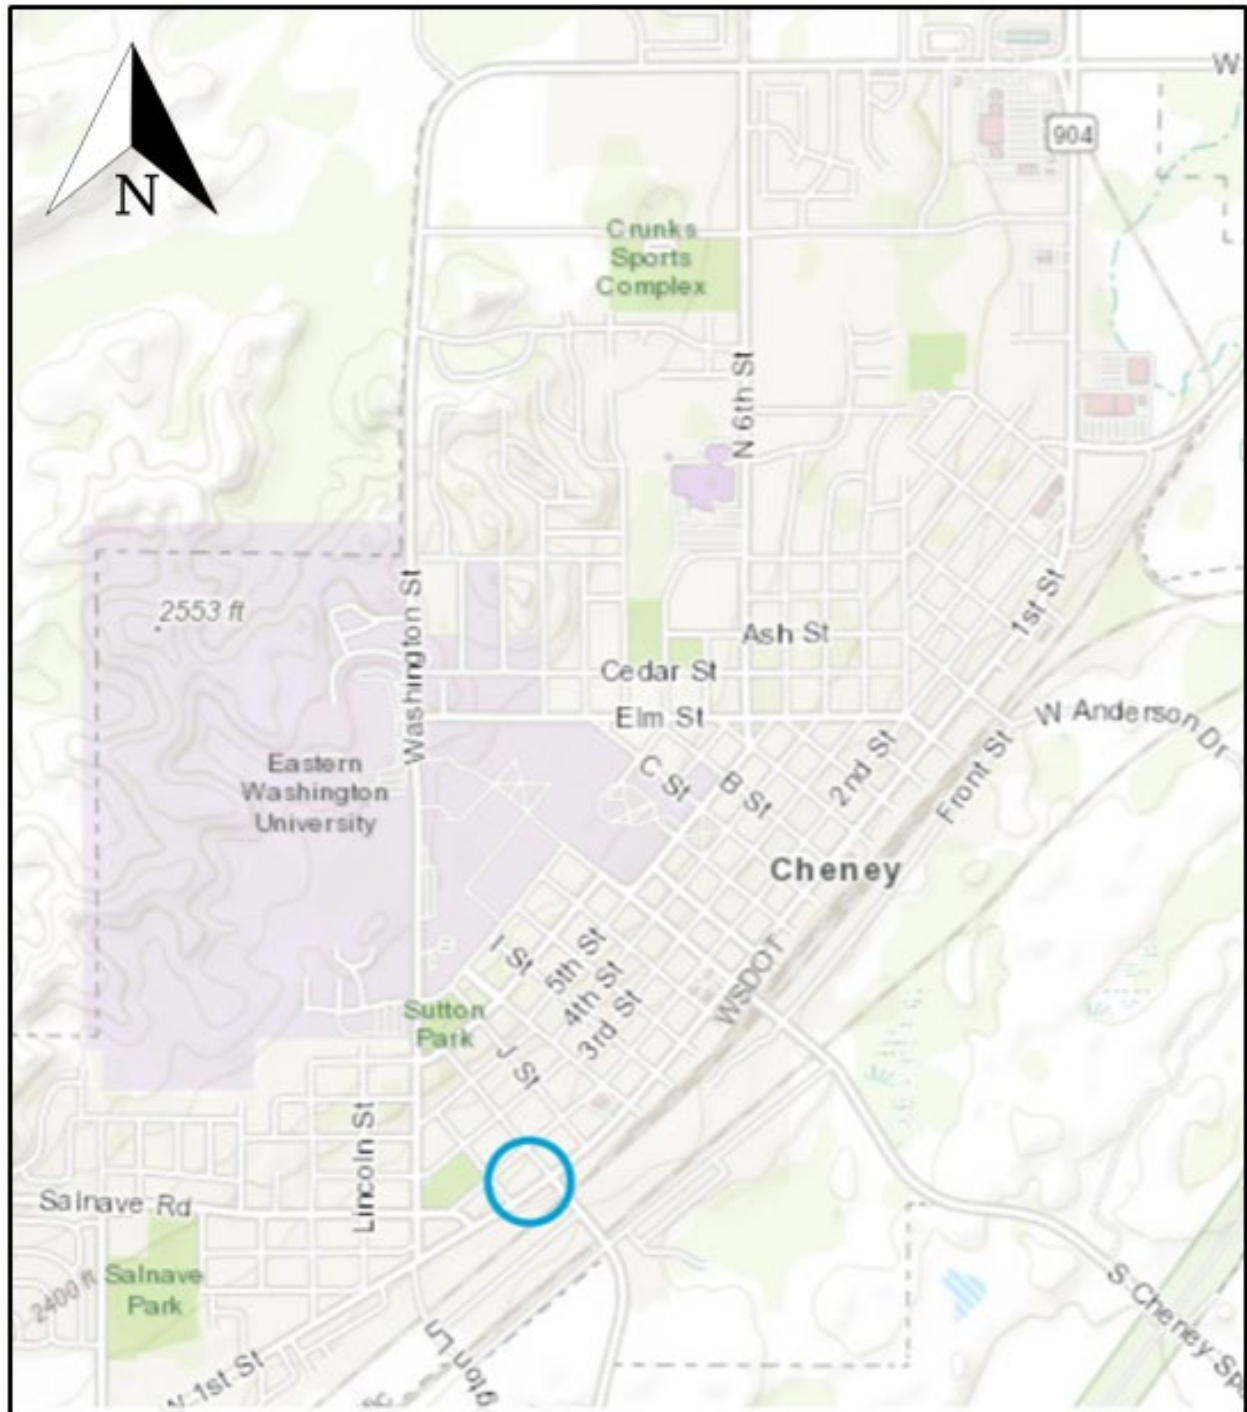 W
904
N
Crunks
Sports
Complex
N 6th St
2553 ft
Washington St
Ash St
1st St
Cedar St
Elm St
W Anderson Dr
Eastern
Washington
University
C St
B St
2nd St
Front St
Cheney
I St
5th St
4th St
3rd St
WSDOT
Sutton
Park
J St
Lincoln St
Salnave Rd
Salnave
Park
2400 ft
S Cheney Sp
W 1st St
gton Ln